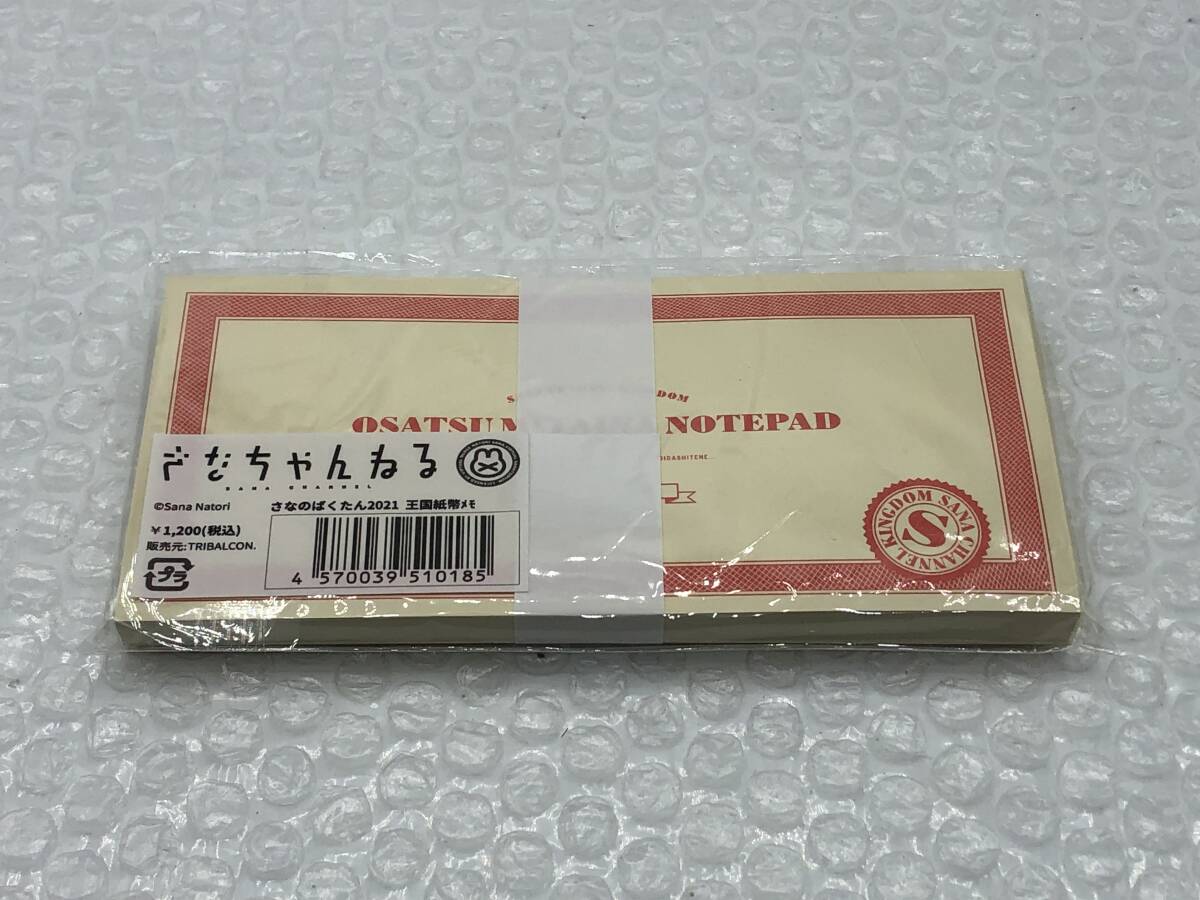 OSATSU NOTEPAD
さなちゃんねる
SANA CHANNEL
©Sana Natori
さなのばくたん2021 王国紙幣ﾒﾓ
¥1,200(税込)
販売元:TRIBALCON.
プラ
4 570039 510185
KINGDOM SANA CHANNEL
S